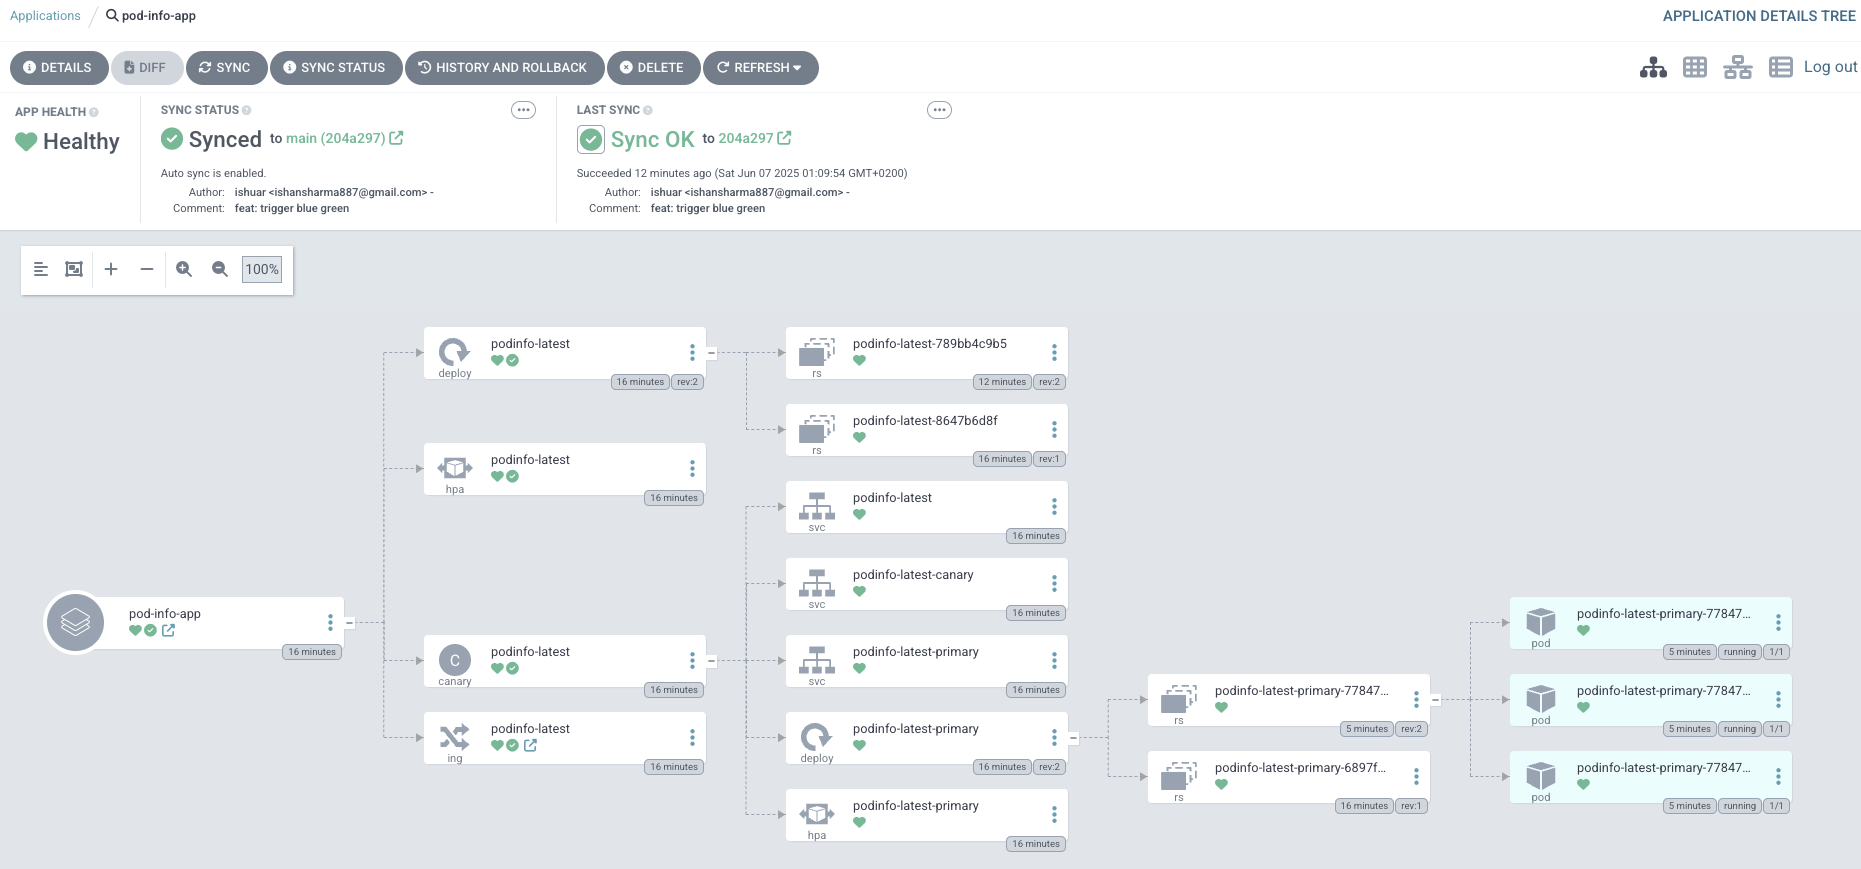 Applications / pod-info-app
APPLICATION DETAILS TREE
DETAILS DIFF SYNC SYNC STATUS HISTORY AND ROLLBACK DELETE REFRESH
Log out
APP HEALTH
Healthy
SYNC STATUS
Synced to main (204a297)
Auto sync is enabled.
Author: ishuar <ishansharma887@gmail.com> -
Comment: feat: trigger blue green
LAST SYNC
Sync OK to 204a297
Succeeded 12 minutes ago (Sat Jun 07 2025 01:09:54 GMT+0200)
Author: ishuar <ishansharma887@gmail.com> -
Comment: feat: trigger blue green
100%
pod-info-app
16 minutes
podinfo-latest
deploy
16 minutes rev:2
podinfo-latest
hpa
16 minutes
C
podinfo-latest
canary
16 minutes
podinfo-latest
ing
16 minutes
podinfo-latest-789bb4c9b5
rs
12 minutes rev:2
podinfo-latest-8647b6d8f
rs
16 minutes rev:1
podinfo-latest
svc
16 minutes
podinfo-latest-canary
svc
16 minutes
podinfo-latest-primary
svc
16 minutes
podinfo-latest-primary
deploy
16 minutes rev:2
podinfo-latest-primary
hpa
16 minutes
podinfo-latest-primary-77847...
rs
5 minutes rev:2
podinfo-latest-primary-6897f...
rs
16 minutes rev:1
podinfo-latest-primary-77847...
pod
5 minutes running 1/1
podinfo-latest-primary-77847...
pod
5 minutes running 1/1
podinfo-latest-primary-77847...
pod
5 minutes running 1/1